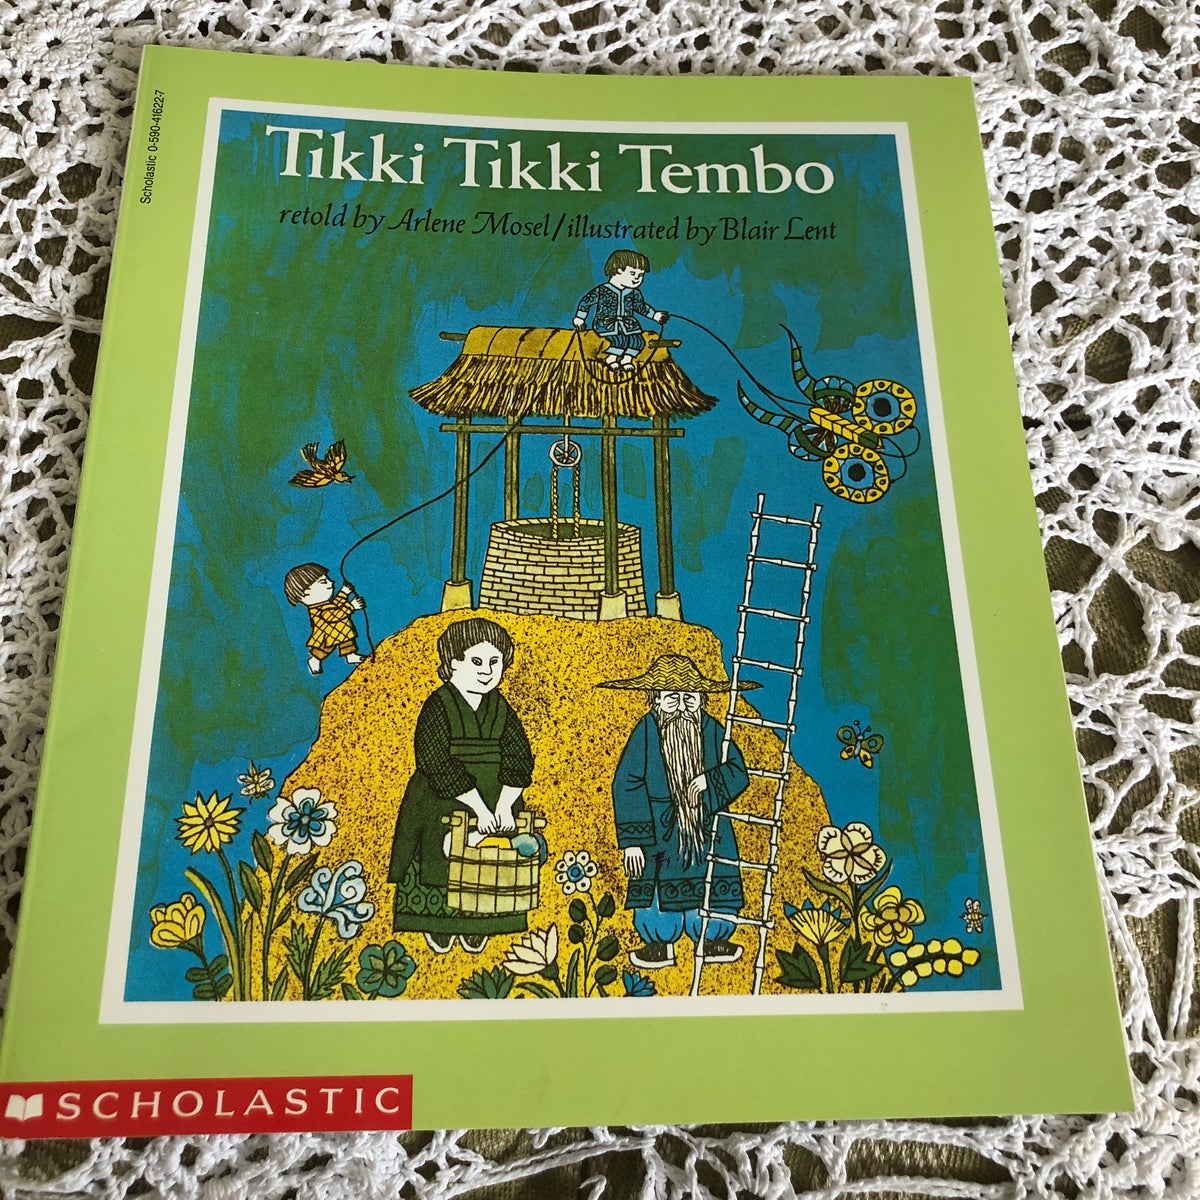 Scholastic 0-590-41622-7
Tikki Tikki Tembo
retold by Arlene Mosel/illustrated by Blair Lent
SCHOLASTIC